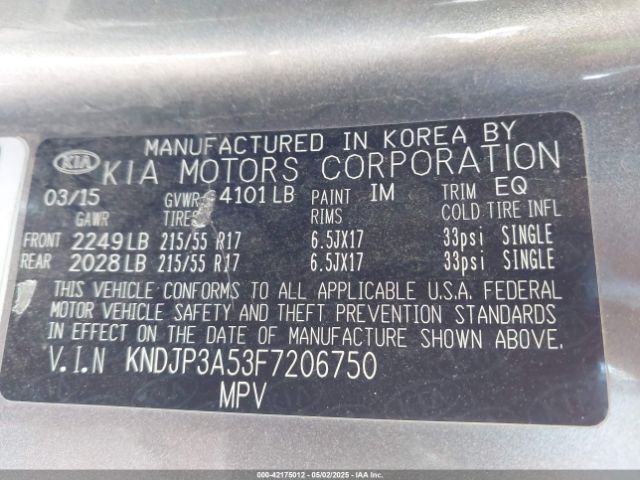 MANUFACTURED IN KOREA BY
KIA KIA MOTORS CORPORATION
03/15 GVWR 4101 LB PAINT IM TRIM EQ
GAWR TIRES RIMS COLD TIRE INFL
FRONT 2249 LB 215/55 R17 6.5JX17 33psi SINGLE
REAR 2028 LB 215/55 R17 6.5JX17 33psi SINGLE
THIS VEHICLE CONFORMS TO ALL APPLICABLE U.S.A. FEDERAL
MOTOR VEHICLE SAFETY AND THEFT PREVENTION STANDARDS
IN EFFECT ON THE DATE OF MANUFACTURE SHOWN ABOVE.
V.I.N KNDJP3A53F7206750
MPV
000-42175012 - 05/02/2025 - IAAI.COM